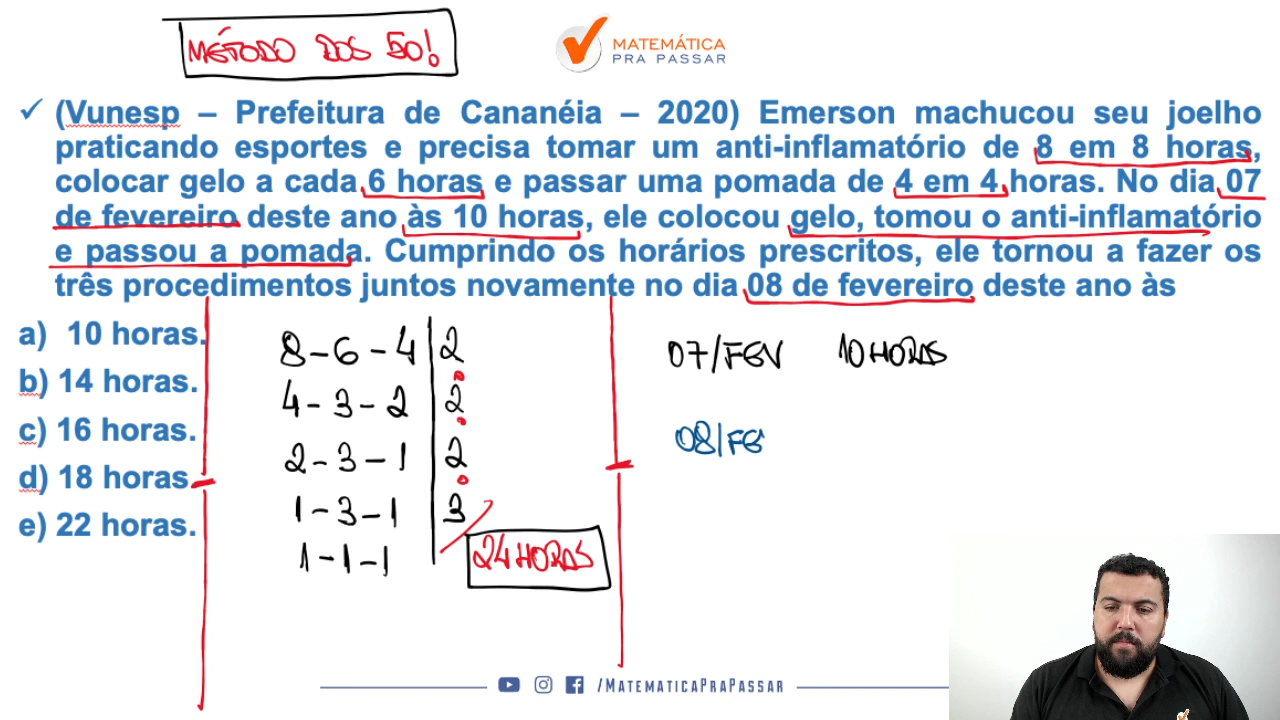 MÉTODO DOS 50!
MATEMÁTICA
PRA PASSAR
✓ (Vunesp – Prefeitura de Cananéia – 2020) Emerson machucou seu joelho
praticando esportes e precisa tomar um anti-inflamatório de 8 em 8 horas,
colocar gelo a cada 6 horas e passar uma pomada de 4 em 4 horas. No dia 07
de fevereiro deste ano às 10 horas, ele colocou gelo, tomou o anti-inflamatório
e passou a pomada. Cumprindo os horários prescritos, ele tornou a fazer os
três procedimentos juntos novamente no dia 08 de fevereiro deste ano às
a) 10 horas.
b) 14 horas.
c) 16 horas.
d) 18 horas.
e) 22 horas.
8 - 6 - 4 | 2
4 - 3 - 2 | 2
2 - 3 - 1 | 2
1 - 3 - 1 | 3
1 - 1 - 1
24 HORAS
07/FEV 10 HORAS
08/FE
/MatematicaPraPassar